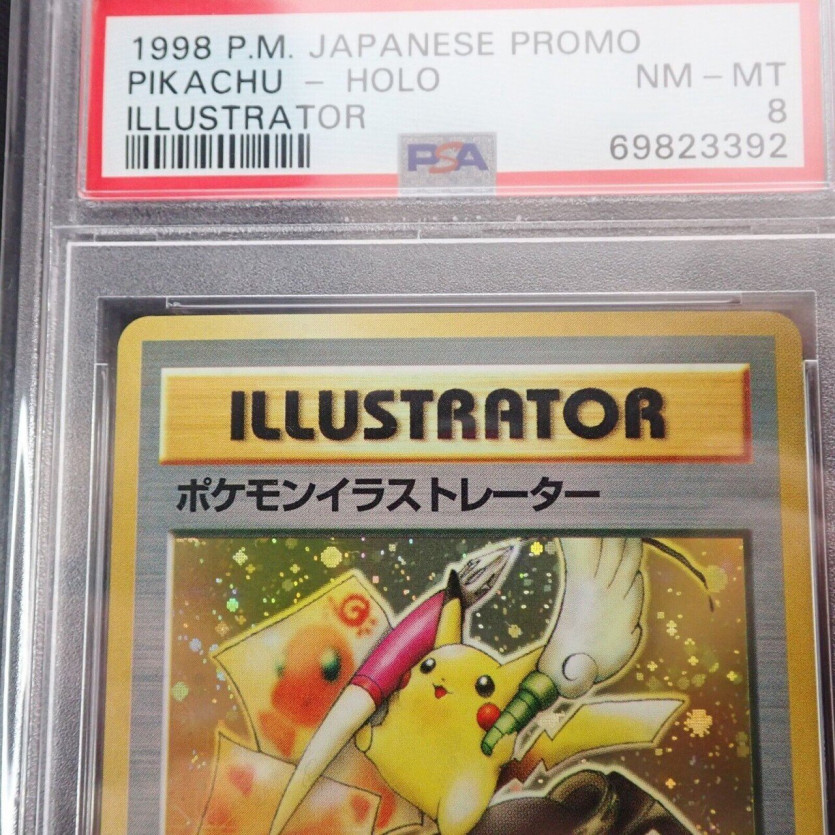 1998 P.M. JAPANESE PROMO
PIKACHU - HOLO NM - MT
ILLUSTRATOR 8
PSA 69823392
ILLUSTRATOR
ポケモンイラストレーター
G